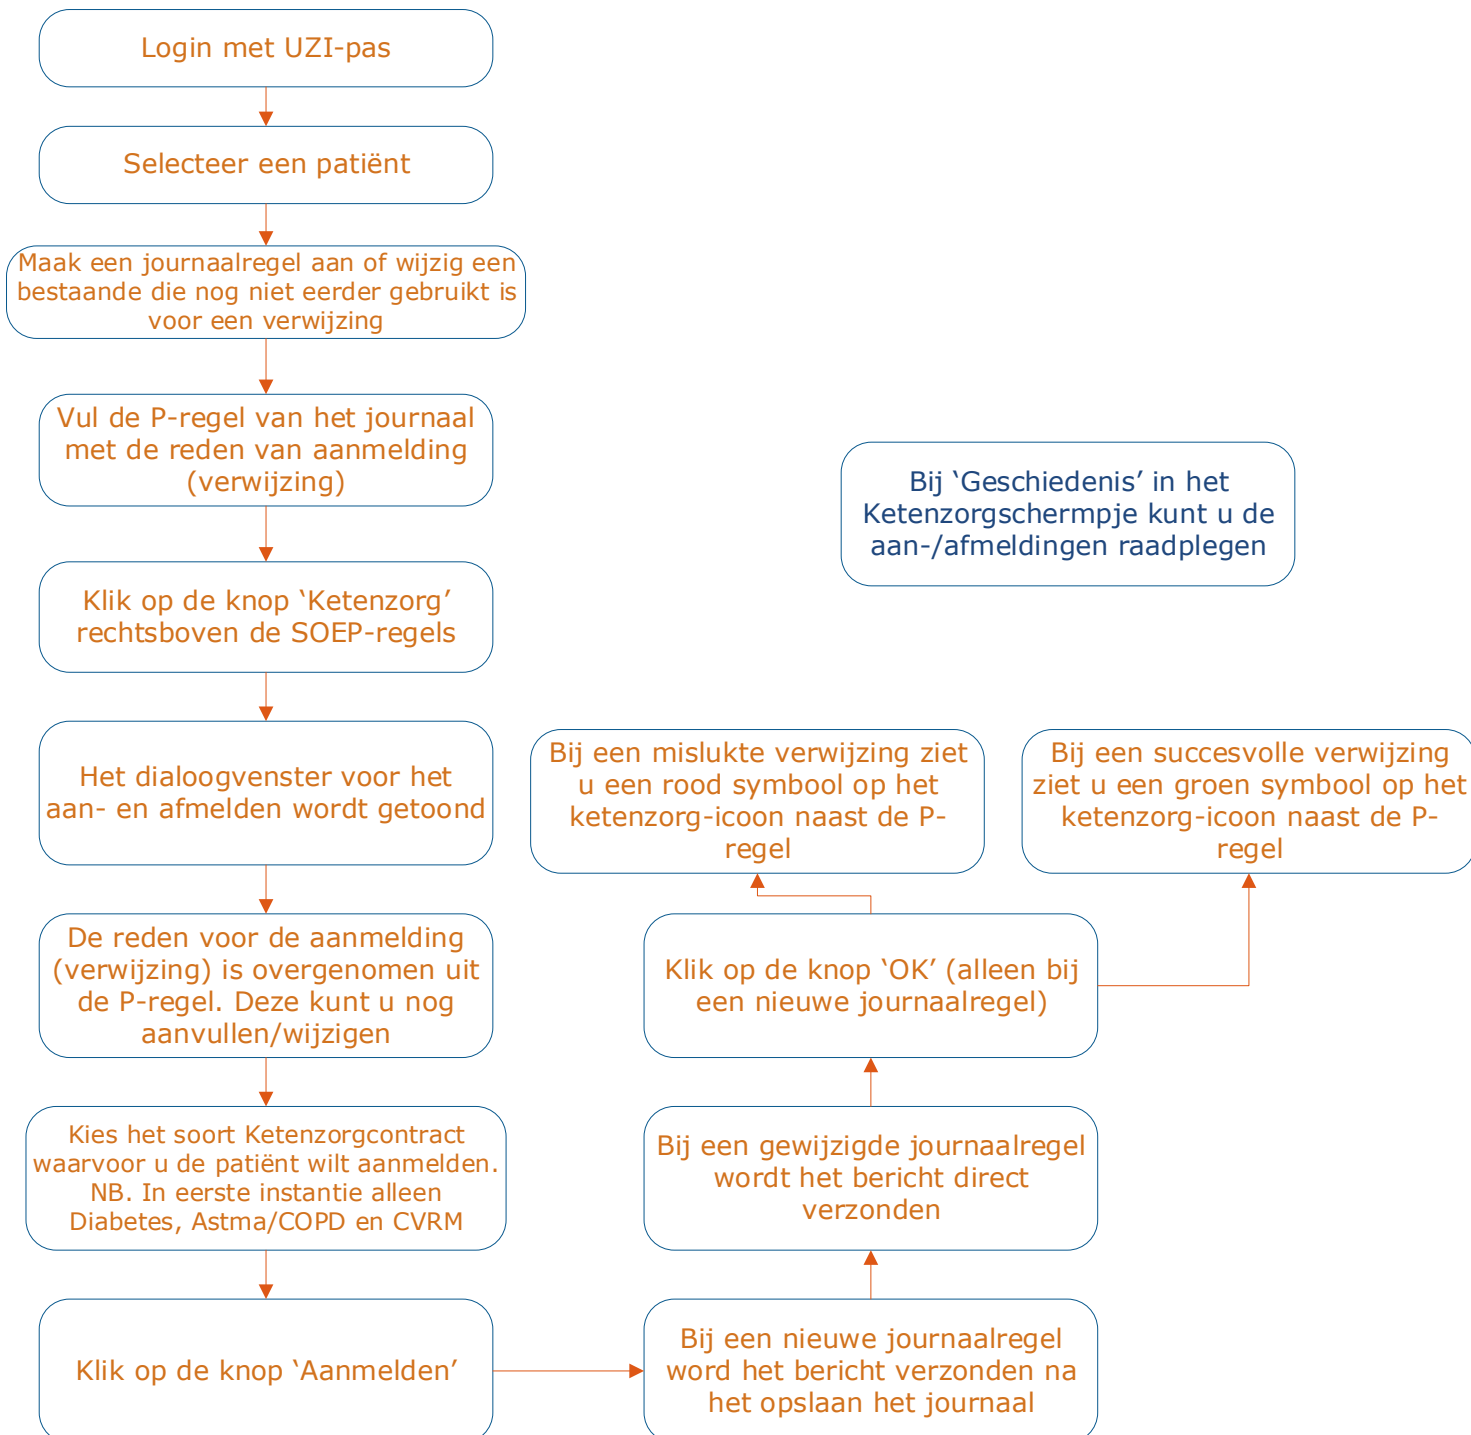 Login met UZI-pas
Selecteer een patiënt
Maak een journaalregel aan of wijzig een
bestaande die nog niet eerder gebruikt is
voor een verwijzing
Vul de P-regel van het journaal
met de reden van aanmelding
(verwijzing)
Klik op de knop ‘Ketenzorg’
rechtsboven de SOEP-regels
Het dialoogvenster voor het
aan- en afmelden wordt getoond
De reden voor de aanmelding
(verwijzing) is overgenomen uit
de P-regel. Deze kunt u nog
aanvullen/wijzigen
Kies het soort Ketenzorgcontract
waarvoor u de patiënt wilt aanmelden.
NB. In eerste instantie alleen
Diabetes, Astma/COPD en CVRM
Klik op de knop ‘Aanmelden’
Bij een nieuwe journaalregel
word het bericht verzonden na
het opslaan het journaal
Bij een gewijzigde journaalregel
wordt het bericht direct
verzonden
Klik op de knop ‘OK’ (alleen bij
een nieuwe journaalregel)
Bij een mislukte verwijzing ziet
u een rood symbool op het
ketenzorg-icoon naast de P-
regel
Bij een succesvolle verwijzing
ziet u een groen symbool op het
ketenzorg-icoon naast de P-
regel
Bij ‘Geschiedenis’ in het
Ketenzorgschermpje kunt u de
aan-/afmeldingen raadplegen